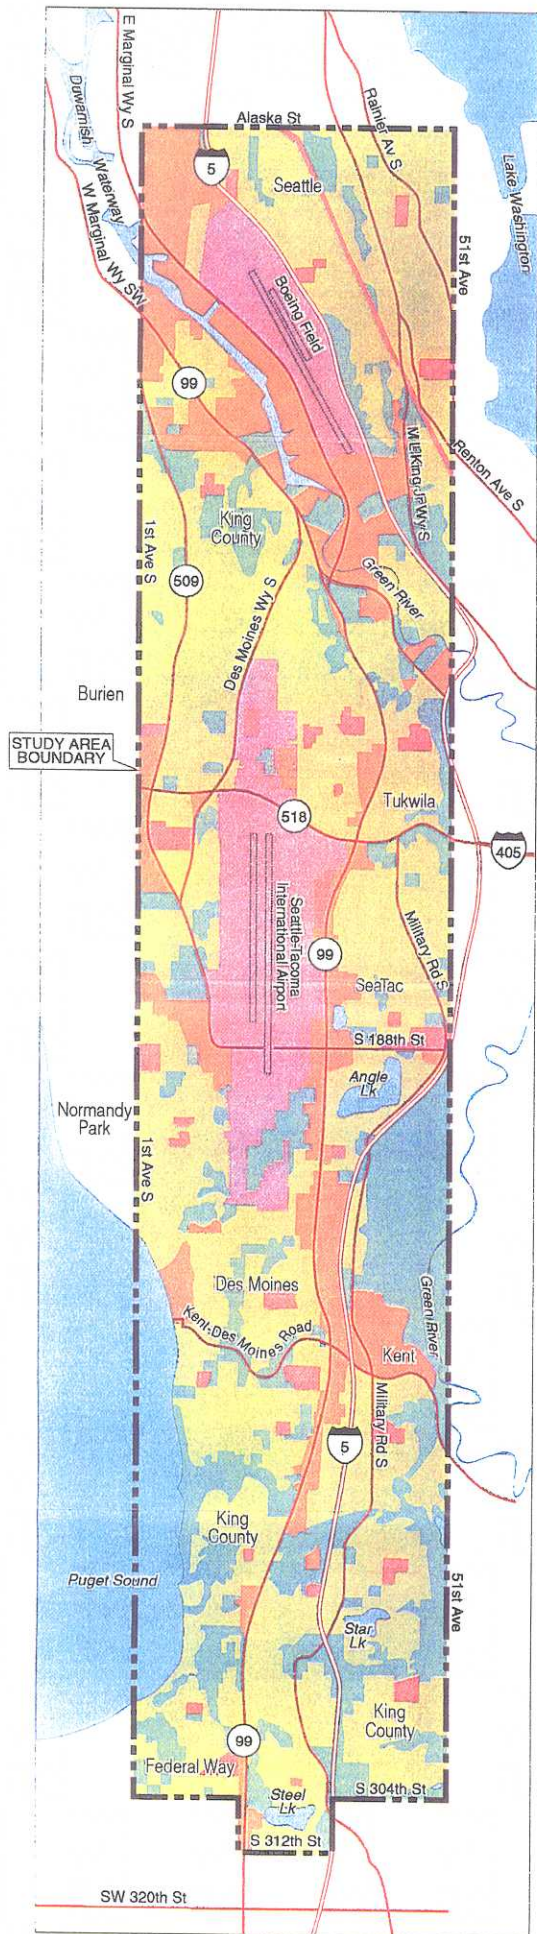 E Marginal Wy S
Alaska St
Rainier Av S
Duwamish
Waterway
5
Seattle
Lake Washington
W Marginal Wy SW
51st Ave
Boeing Field
99
M L King Jr Wy S
Renton Ave S
King
County
1st Ave S
509
Green River
Des Moines Wy S
Burien
STUDY AREA
BOUNDARY
Tukwila
518
405
Seattle-Tacoma
International Airport
Military Rd S
99
SeaTac
S 188th St
Angle
Lk
Normandy
Park
1st Ave S
Des Moines
Green River
Kent-Des Moines Road
Kent
Military Rd S
5
King
County
Puget Sound
51st Ave
Star
Lk
King
County
99
Federal Way
S 304th St
Steel
Lk
S 312th St
SW 320th St